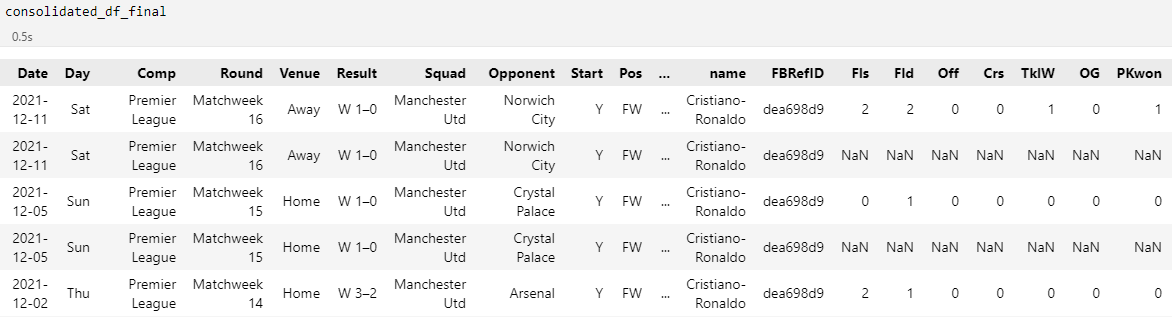 consolidated_df_final
0.5s
Date Day Comp Round Venue Result Squad Opponent Start Pos ... name FBRefID Fls Fld Off Crs TklW OG PKwon
2021-12-11 Sat Premier League Matchweek 16 Away W 1–0 Manchester Utd Norwich City Y FW ... Cristiano-Ronaldo dea698d9 2 2 0 0 1 0 1
2021-12-11 Sat Premier League Matchweek 16 Away W 1–0 Manchester Utd Norwich City Y FW ... Cristiano-Ronaldo dea698d9 NaN NaN NaN NaN NaN NaN NaN
2021-12-05 Sun Premier League Matchweek 15 Home W 1–0 Manchester Utd Crystal Palace Y FW ... Cristiano-Ronaldo dea698d9 0 1 0 0 0 0 0
2021-12-05 Sun Premier League Matchweek 15 Home W 1–0 Manchester Utd Crystal Palace Y FW ... Cristiano-Ronaldo dea698d9 NaN NaN NaN NaN NaN NaN NaN
2021-12-02 Thu Premier League Matchweek 14 Home W 3–2 Manchester Utd Arsenal Y FW ... Cristiano-Ronaldo dea698d9 2 1 0 0 0 0 0